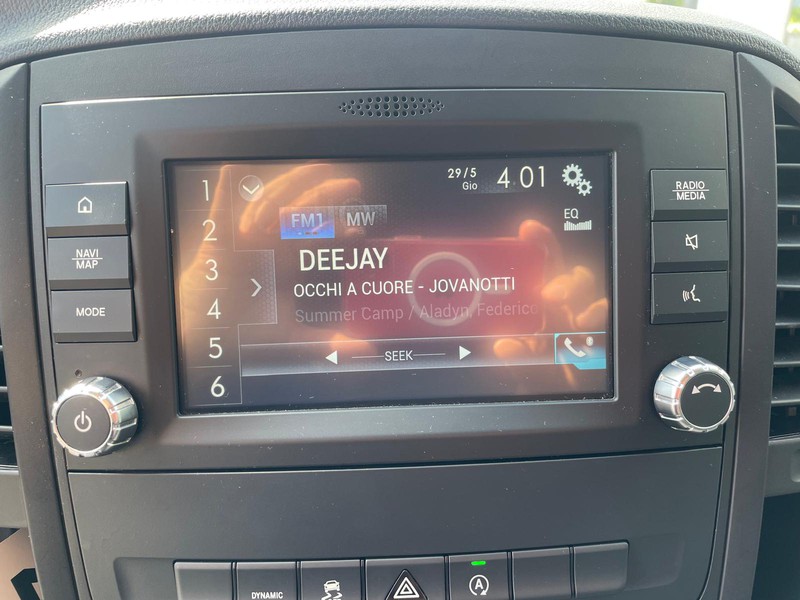 29/5 4:01
Gio
1
2
3
4
5
6
FM1 MW
EQ
DEEJAY
OCCHI A CUORE - JOVANOTTI
Summer Camp / Aladyn, Federico
SEEK
NAVI
MAP
MODE
RADIO
MEDIA
DYNAMIC
A